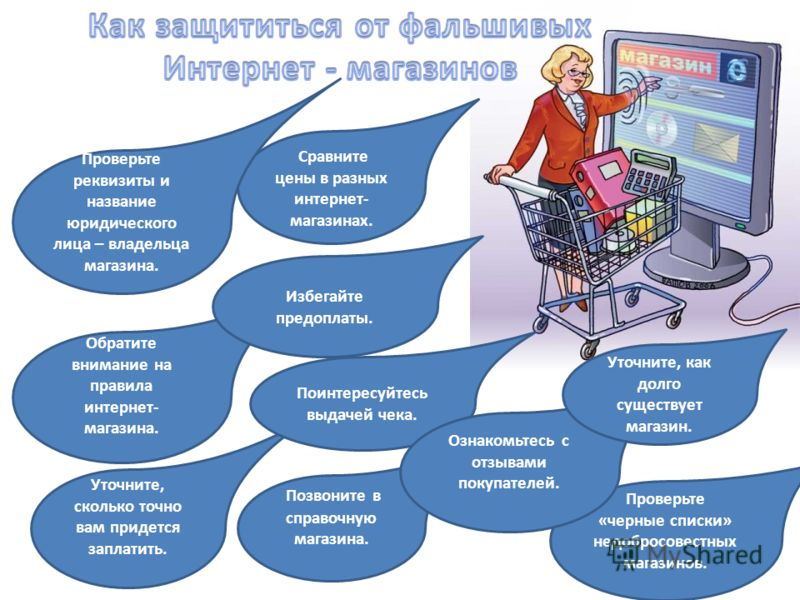 Как защититься от фальшивых
Интернет - магазинов
магазин e
Проверьте
реквизиты и
название
юридического
лица – владельца
магазина.
Сравните
цены в разных
интернет-
магазинах.
Избегайте
предоплаты.
Обратите
внимание на
правила
интернет-
магазина.
Поинтересуйтесь
выдачей чека.
Уточните, как
долго
существует
магазин.
Ознакомьтесь с
отзывами
покупателей.
Уточните,
сколько точно
вам придется
заплатить.
Позвоните в
справочную
магазина.
Проверьте
«черные списки»
недобросовестных
магазинов.
MyShared